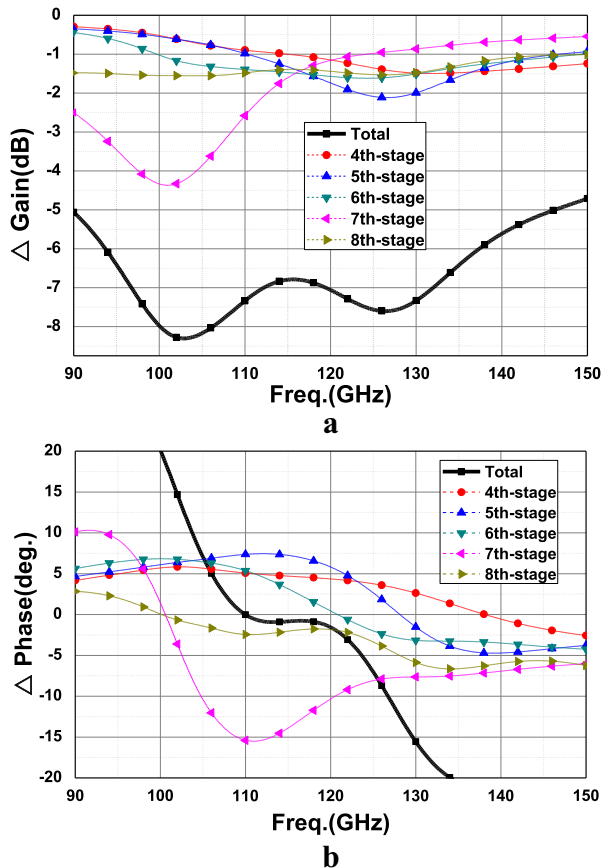 0
-1
-2
-3
-4
-5
-6
-7
-8
△ Gain(dB)
Total
4th-stage
5th-stage
6th-stage
7th-stage
8th-stage
90 100 110 120 130 140 150
Freq.(GHz)
a
20
15
10
5
0
-5
-10
-15
-20
△ Phase(deg.)
Total
4th-stage
5th-stage
6th-stage
7th-stage
8th-stage
90 100 110 120 130 140 150
Freq.(GHz)
b